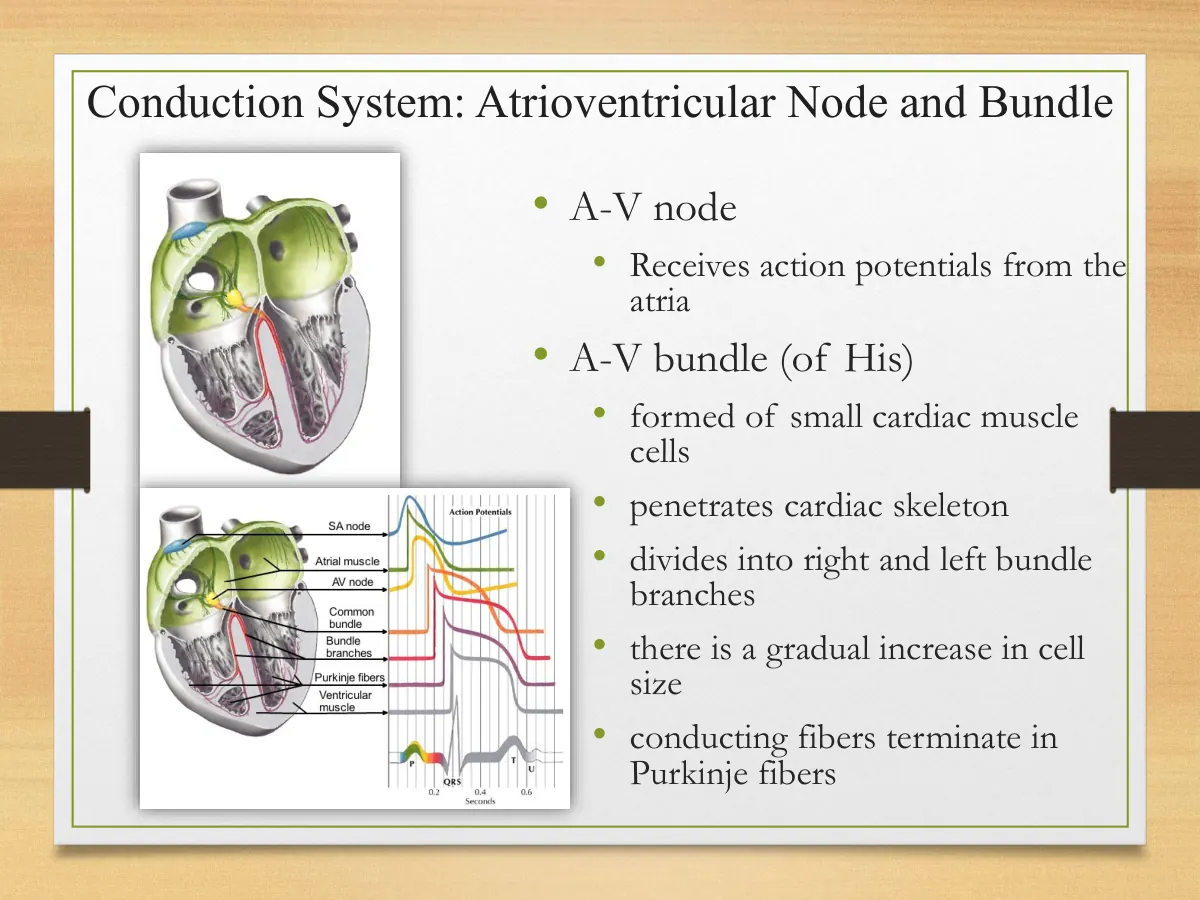 Conduction System: Atrioventricular Node and Bundle
• A-V node
• Receives action potentials from the
atria
• A-V bundle (of His)
• formed of small cardiac muscle
cells
• penetrates cardiac skeleton
• divides into right and left bundle
branches
• there is a gradual increase in cell
size
• conducting fibers terminate in
Purkinje fibers
Action Potentials
SA node
Atrial muscle
AV node
Common
bundle
Bundle
branches
Purkinje fibers
Ventricular
muscle
P
QRS
T
U
0.2 0.4 0.6
Seconds